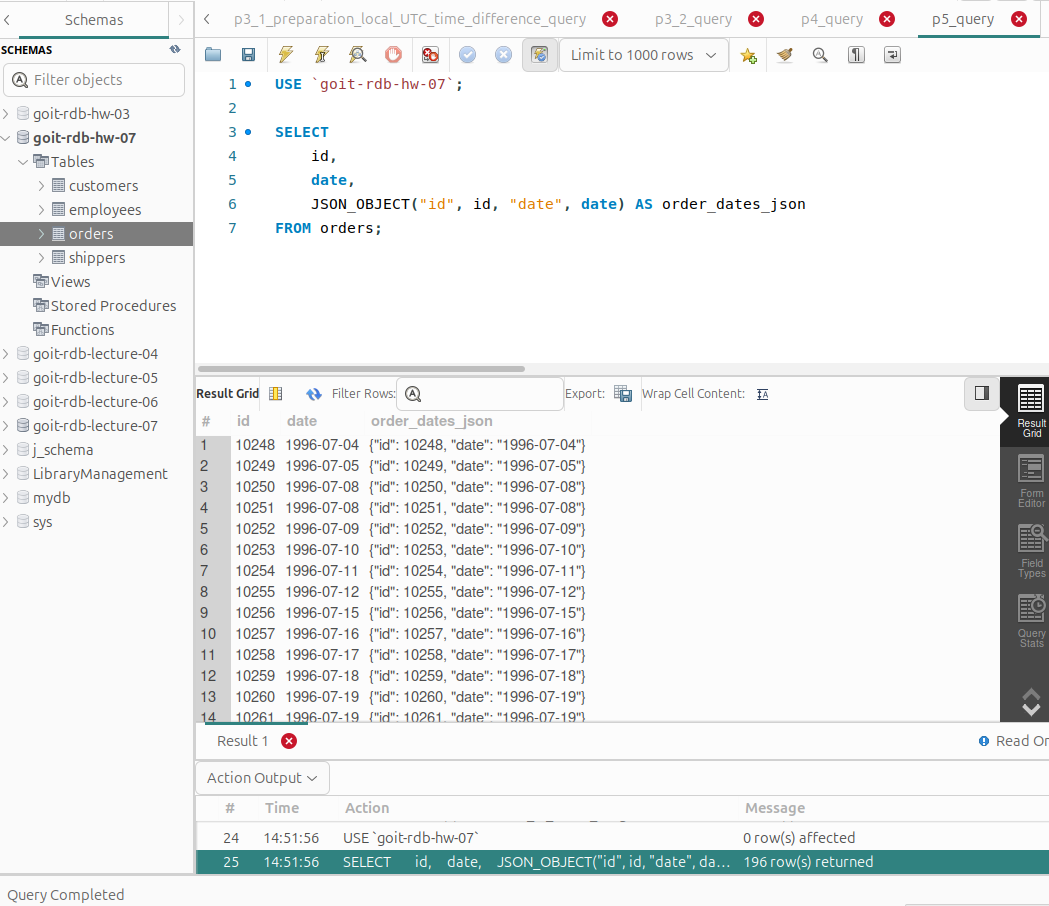 Schemas
p3_1_preparation_local_UTC_time_difference_query
p3_2_query
p4_query
p5_query
SCHEMAS
Filter objects
goit-rdb-hw-03
goit-rdb-hw-07
Tables
customers
employees
orders
shippers
Views
Stored Procedures
Functions
goit-rdb-lecture-04
goit-rdb-lecture-05
goit-rdb-lecture-06
goit-rdb-lecture-07
j_schema
LibraryManagement
mydb
sys
Limit to 1000 rows
1 USE `goit-rdb-hw-07`;
2
3 SELECT
4 id,
5 date,
6 JSON_OBJECT("id", id, "date", date) AS order_dates_json
7 FROM orders;
Result Grid Filter Rows: Export: Wrap Cell Content:
# id date order_dates_json
1 10248 1996-07-04 {"id": 10248, "date": "1996-07-04"}
2 10249 1996-07-05 {"id": 10249, "date": "1996-07-05"}
3 10250 1996-07-08 {"id": 10250, "date": "1996-07-08"}
4 10251 1996-07-08 {"id": 10251, "date": "1996-07-08"}
5 10252 1996-07-09 {"id": 10252, "date": "1996-07-09"}
6 10253 1996-07-10 {"id": 10253, "date": "1996-07-10"}
7 10254 1996-07-11 {"id": 10254, "date": "1996-07-11"}
8 10255 1996-07-12 {"id": 10255, "date": "1996-07-12"}
9 10256 1996-07-15 {"id": 10256, "date": "1996-07-15"}
10 10257 1996-07-16 {"id": 10257, "date": "1996-07-16"}
11 10258 1996-07-17 {"id": 10258, "date": "1996-07-17"}
12 10259 1996-07-18 {"id": 10259, "date": "1996-07-18"}
13 10260 1996-07-19 {"id": 10260, "date": "1996-07-19"}
14 10261 1996-07-19 {"id": 10261, "date": "1996-07-19"}
Result
Grid
Form
Editor
Field
Types
Query
Stats
Result 1
Read Or
Action Output
# Time Action Message
24 14:51:56 USE `goit-rdb-hw-07` 0 row(s) affected
25 14:51:56 SELECT id, date, JSON_OBJECT("id", id, "date", da... 196 row(s) returned
Query Completed